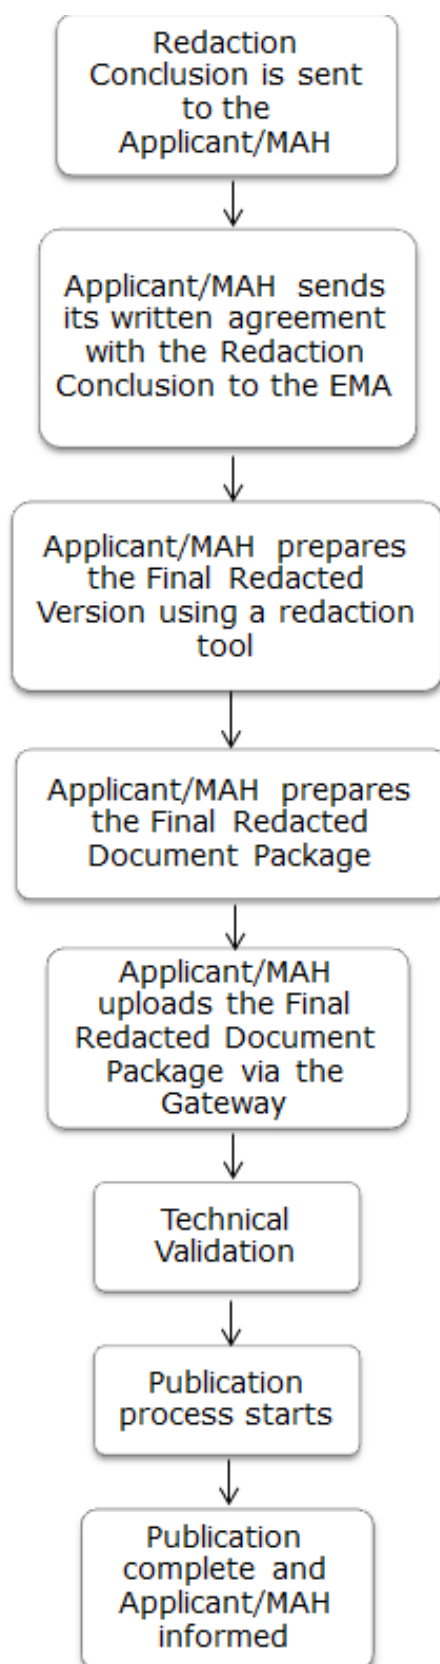 Redaction
Conclusion is sent
to the
Applicant/MAH
Applicant/MAH sends
its written agreement
with the Redaction
Conclusion to the EMA
Applicant/MAH prepares
the Final Redacted
Version using a redaction
tool
Applicant/MAH prepares
the Final Redacted
Document Package
Applicant/MAH
uploads the Final
Redacted Document
Package via the
Gateway
Technical
Validation
Publication
process starts
Publication
complete and
Applicant/MAH
informed